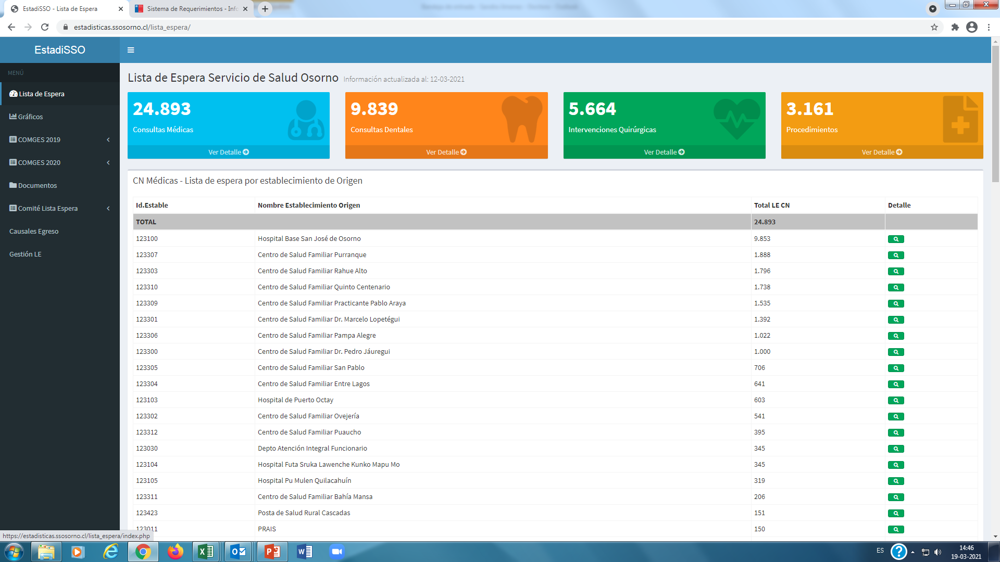 EstadiSSO - Lista de Espera
Sistema de Requerimientos - Info
estadisticas.ssosorno.cl/lista_espera/
EstadiSSO
MENÚ
Lista de Espera
Gráficos
COMGES 2019
COMGES 2020
Documentos
Comité Lista Espera
Causales Egreso
Gestión LE
Lista de Espera Servicio de Salud Osorno Información actualizada al: 12-03-2021
24.893
Consultas Médicas
Ver Detalle
9.839
Consultas Dentales
Ver Detalle
5.664
Intervenciones Quirúrgicas
Ver Detalle
3.161
Procedimientos
Ver Detalle
CN Médicas - Lista de espera por establecimiento de Origen
Id.Estable Nombre Establecimiento Origen Total LE CN Detalle
TOTAL 24.893
123100 Hospital Base San José de Osorno 9.853
123307 Centro de Salud Familiar Purranque 1.888
123303 Centro de Salud Familiar Rahue Alto 1.796
123310 Centro de Salud Familiar Quinto Centenario 1.738
123309 Centro de Salud Familiar Practicante Pablo Araya 1.535
123301 Centro de Salud Familiar Dr. Marcelo Lopetégui 1.392
123306 Centro de Salud Familiar Pampa Alegre 1.022
123300 Centro de Salud Familiar Dr. Pedro Jáuregui 1.000
123305 Centro de Salud Familiar San Pablo 706
123304 Centro de Salud Familiar Entre Lagos 641
123103 Hospital de Puerto Octay 603
123302 Centro de Salud Familiar Ovejería 541
123312 Centro de Salud Familiar Puaucho 395
123030 Depto Atención Integral Funcionario 345
123104 Hospital Futa Sruka Lawenche Kunko Mapu Mo 345
123105 Hospital Pu Mulen Quilacahuín 319
123311 Centro de Salud Familiar Bahía Mansa 206
123423 Posta de Salud Rural Cascadas 151
123011 PRAIS 150
https://estadisticas.ssosorno.cl/lista_espera/index.php
ES
14:46
19-03-2021